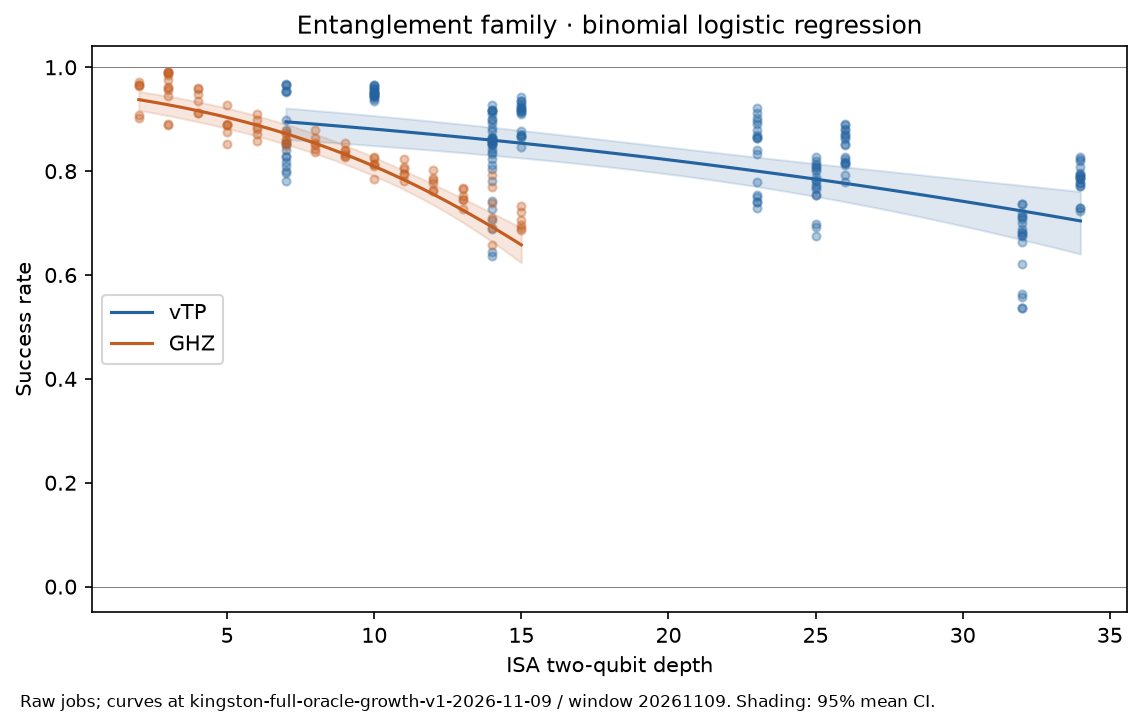 Entanglement family · binomial logistic regression
1.0
0.8
0.6
0.4
0.2
0.0
Success rate
vTP
GHZ
5 10 15 20 25 30 35
ISA two-qubit depth
Raw jobs; curves at kingston-full-oracle-growth-v1-2026-11-09 / window 20261109. Shading: 95% mean CI.